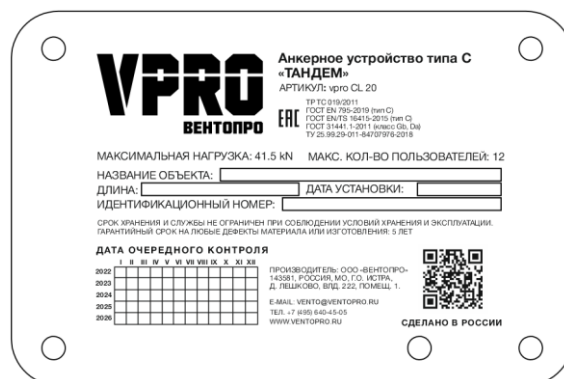 VPRO
ВЕНТОПРО
Анкерное устройство типа С
«ТАНДЕМ»
АРТИКУЛ: vpro CL 20
EAC
ТР ТС 019/2011
ГОСТ EN 795-2019 (тип С)
ГОСТ EN/TS 16415-2015 (тип С)
ГОСТ 31441.1-2011 (класс Gb, Da)
ТУ 25.99.29-011-84707976-2018
МАКСИМАЛЬНАЯ НАГРУЗКА: 41.5 kN МАКС. КОЛ-ВО ПОЛЬЗОВАТЕЛЕЙ: 12
НАЗВАНИЕ ОБЪЕКТА:
ДЛИНА: ДАТА УСТАНОВКИ:
ИДЕНТИФИКАЦИОННЫЙ НОМЕР:
СРОК ХРАНЕНИЯ И СЛУЖБЫ НЕ ОГРАНИЧЕН ПРИ СОБЛЮДЕНИИ УСЛОВИЙ ХРАНЕНИЯ И ЭКСПЛУАТАЦИИ.
ГАРАНТИЙНЫЙ СРОК НА ЛЮБЫЕ ДЕФЕКТЫ МАТЕРИАЛА ИЛИ ИЗГОТОВЛЕНИЯ: 5 ЛЕТ
ДАТА ОЧЕРЕДНОГО КОНТРОЛЯ
I II III IV V VI VII VIII IX X XI XII
2022
2023
2024
2025
2026
ПРОИЗВОДИТЕЛЬ: ООО «ВЕНТОПРО»
143581, РОССИЯ, МО, Г.О. ИСТРА,
Д. ЛЕШКОВО, ВЛД. 222, ПОМЕЩ. 1.
E-MAIL: VENTO@VENTOPRO.RU
ТЕЛ. +7 (495) 640-45-05
WWW.VENTOPRO.RU
СДЕЛАНО В РОССИИ